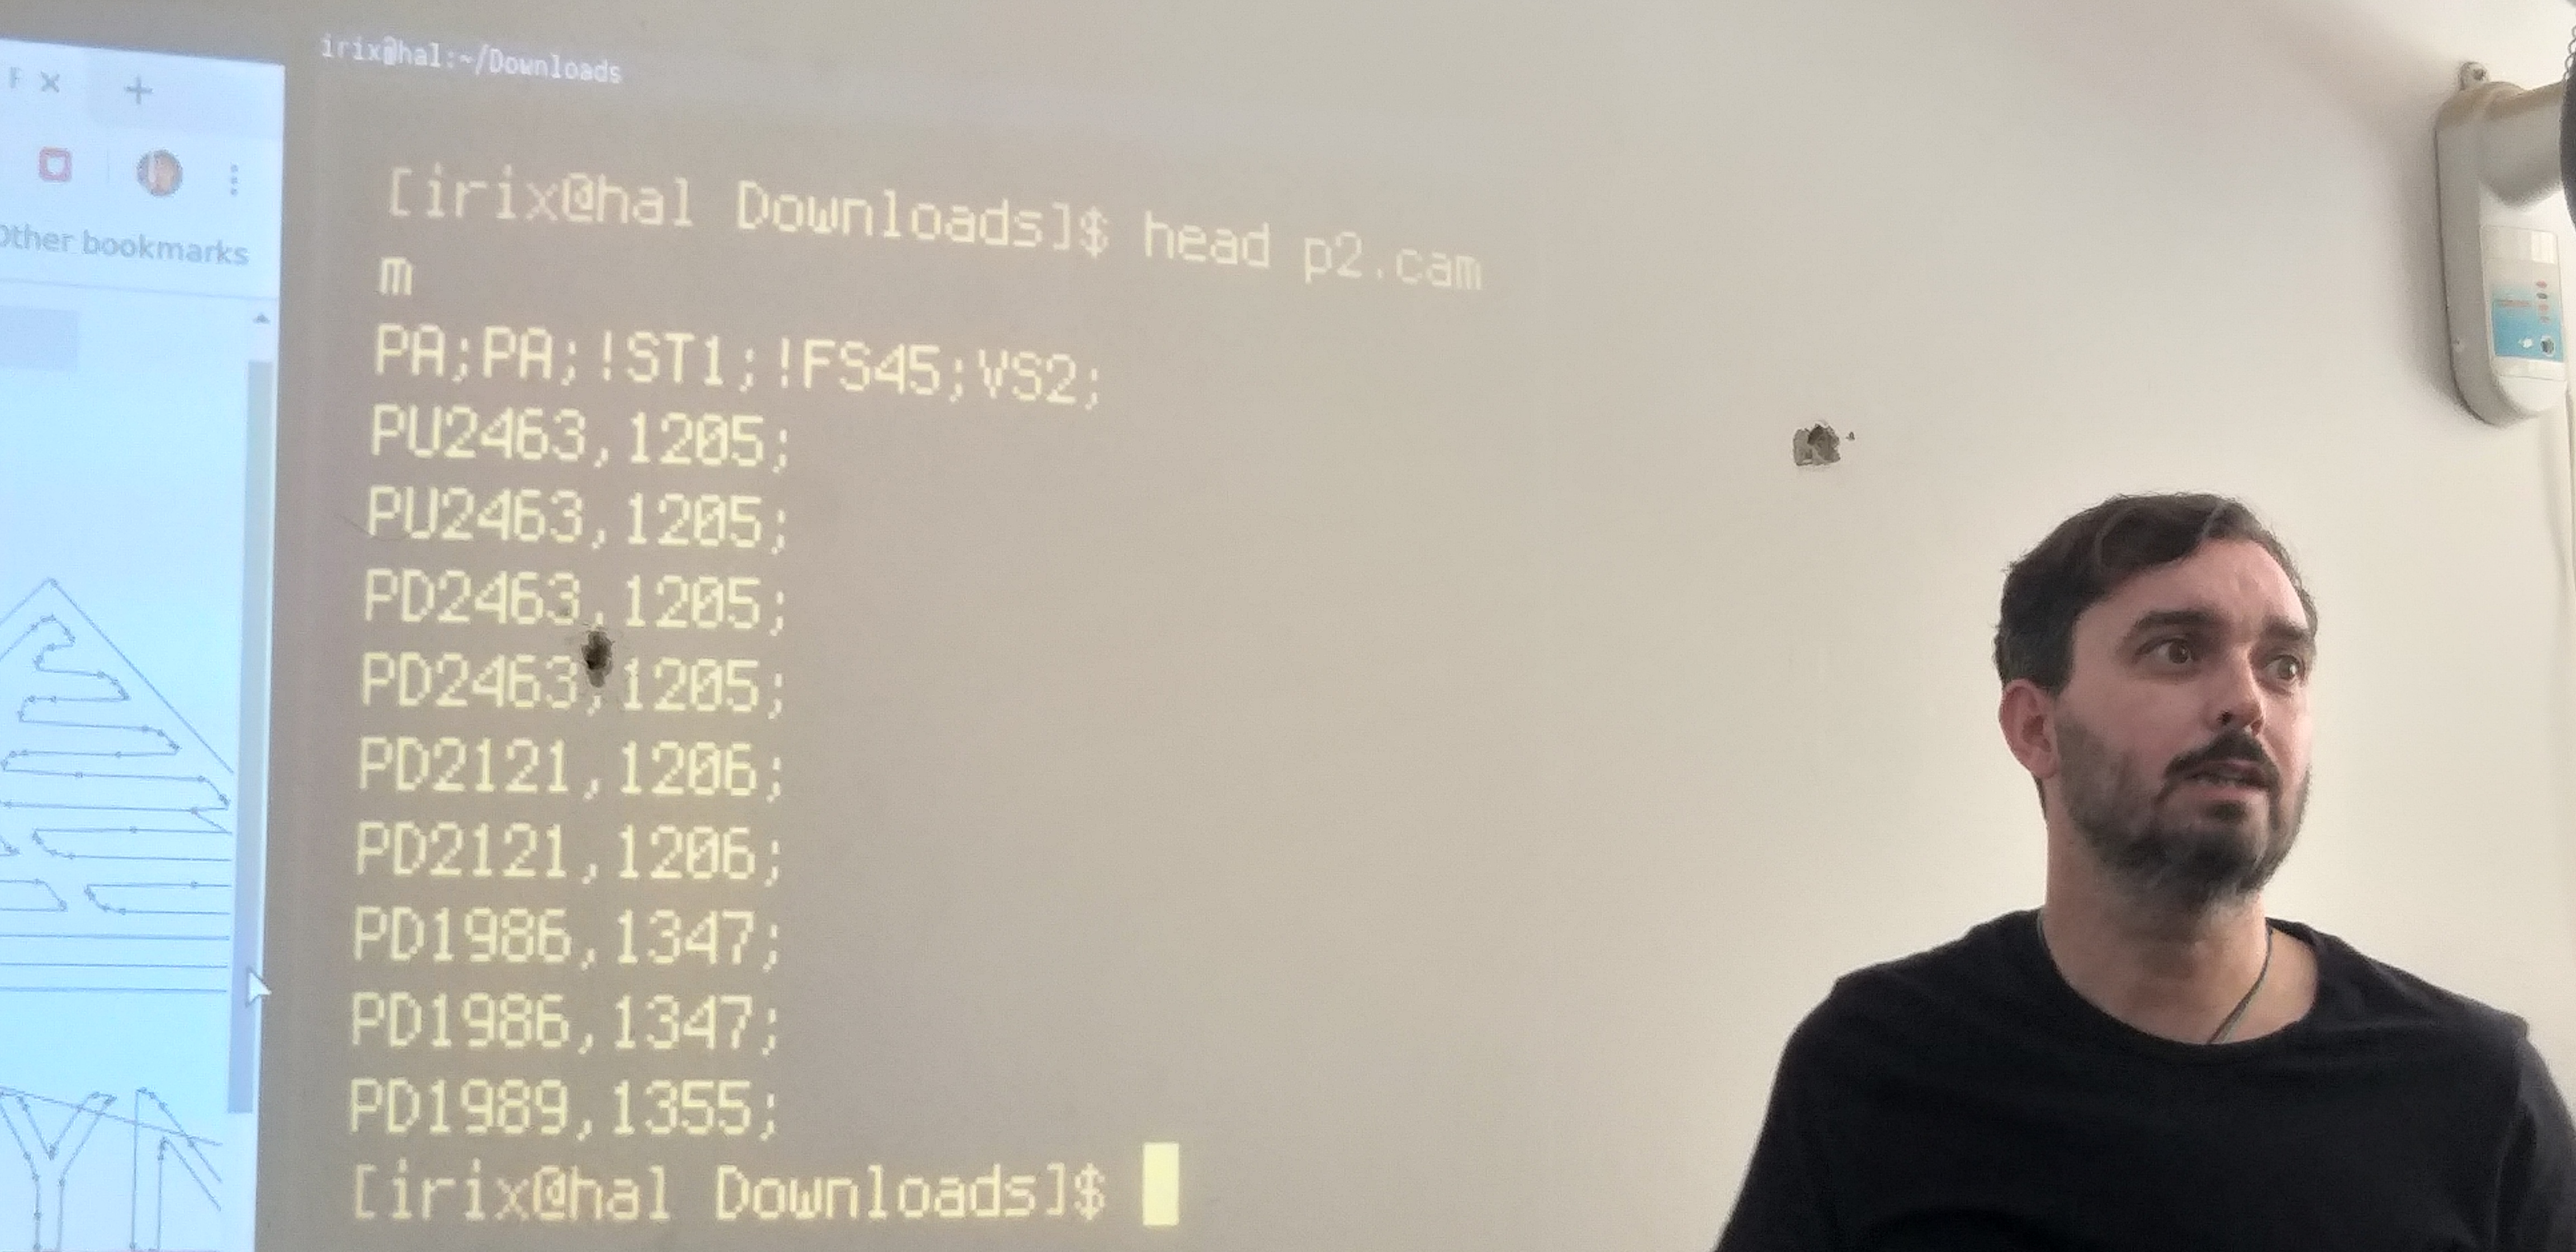 F
other bookmarks
irix@hal:~/Downloads
[irix@hal Downloads]$ head p2.cam
m
PA;PA;!ST1;!FS45;VS2;
PU2463,1205;
PU2463,1205;
PD2463,1205;
PD2463,1205;
PD2121,1206;
PD2121,1206;
PD1986,1347;
PD1986,1347;
PD1989,1355;
[irix@hal Downloads]$
YN